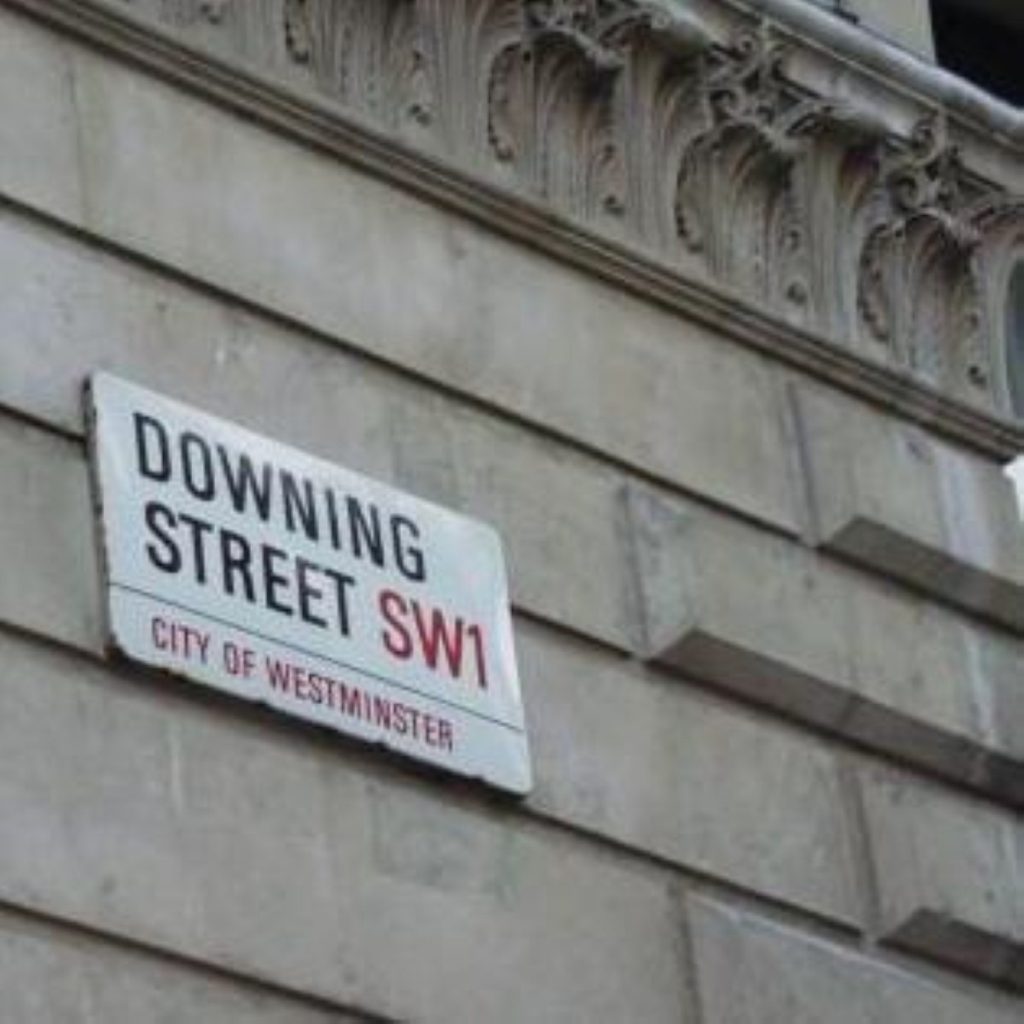 DOWNING
STREET SW1
CITY OF WESTMINSTER